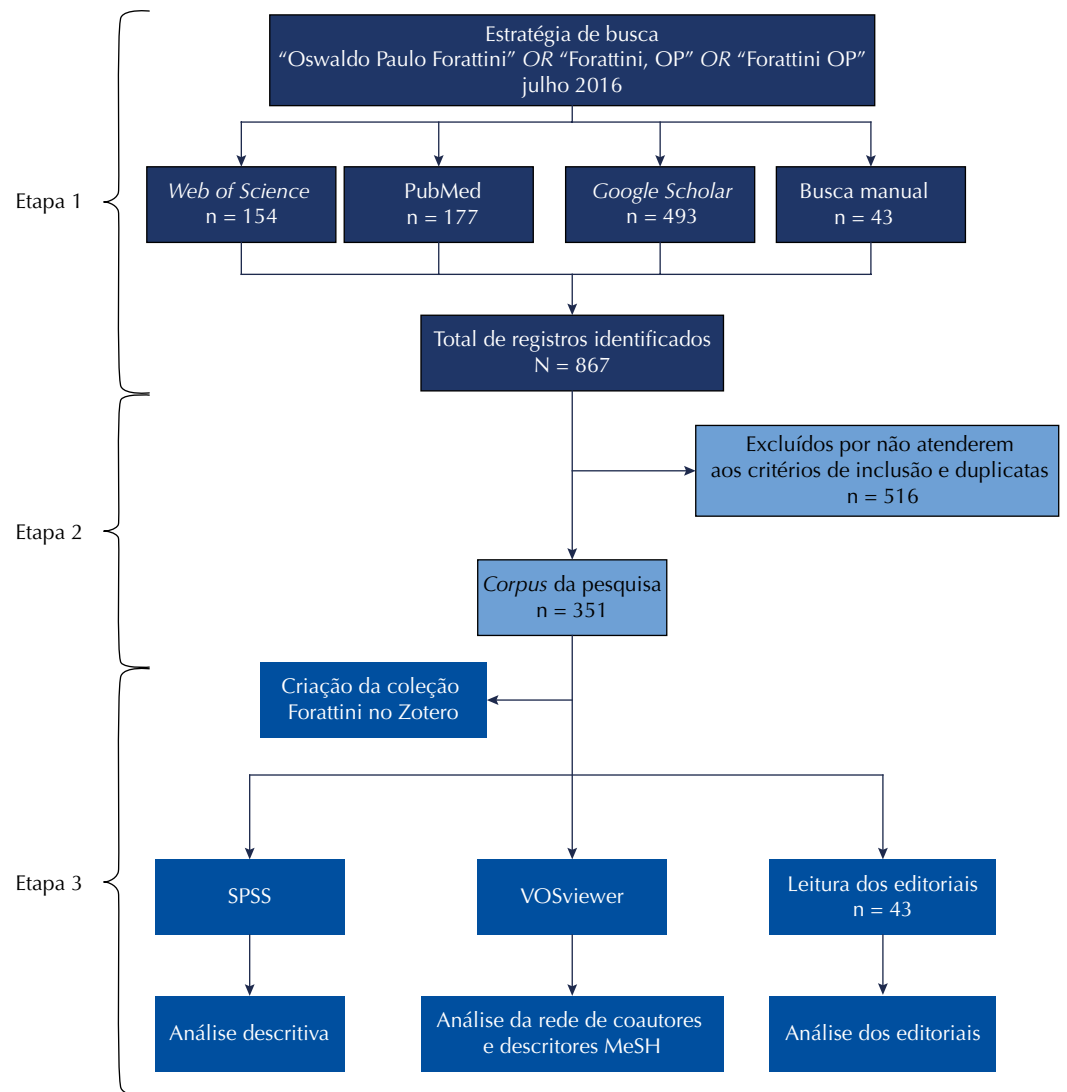 Estratégia de busca
“Oswaldo Paulo Forattini” OR “Forattini, OP” OR “Forattini OP”
julho 2016
Etapa 1
Web of Science
n = 154
PubMed
n = 177
Google Scholar
n = 493
Busca manual
n = 43
Total de registros identificados
N = 867
Etapa 2
Excluídos por não atenderem
aos critérios de inclusão e duplicatas
n = 516
Corpus da pesquisa
n = 351
Etapa 3
Criação da coleção
Forattini no Zotero
SPSS
VOSviewer
Leitura dos editoriais
n = 43
Análise descritiva
Análise da rede de coautores
e descritores MeSH
Análise dos editoriais